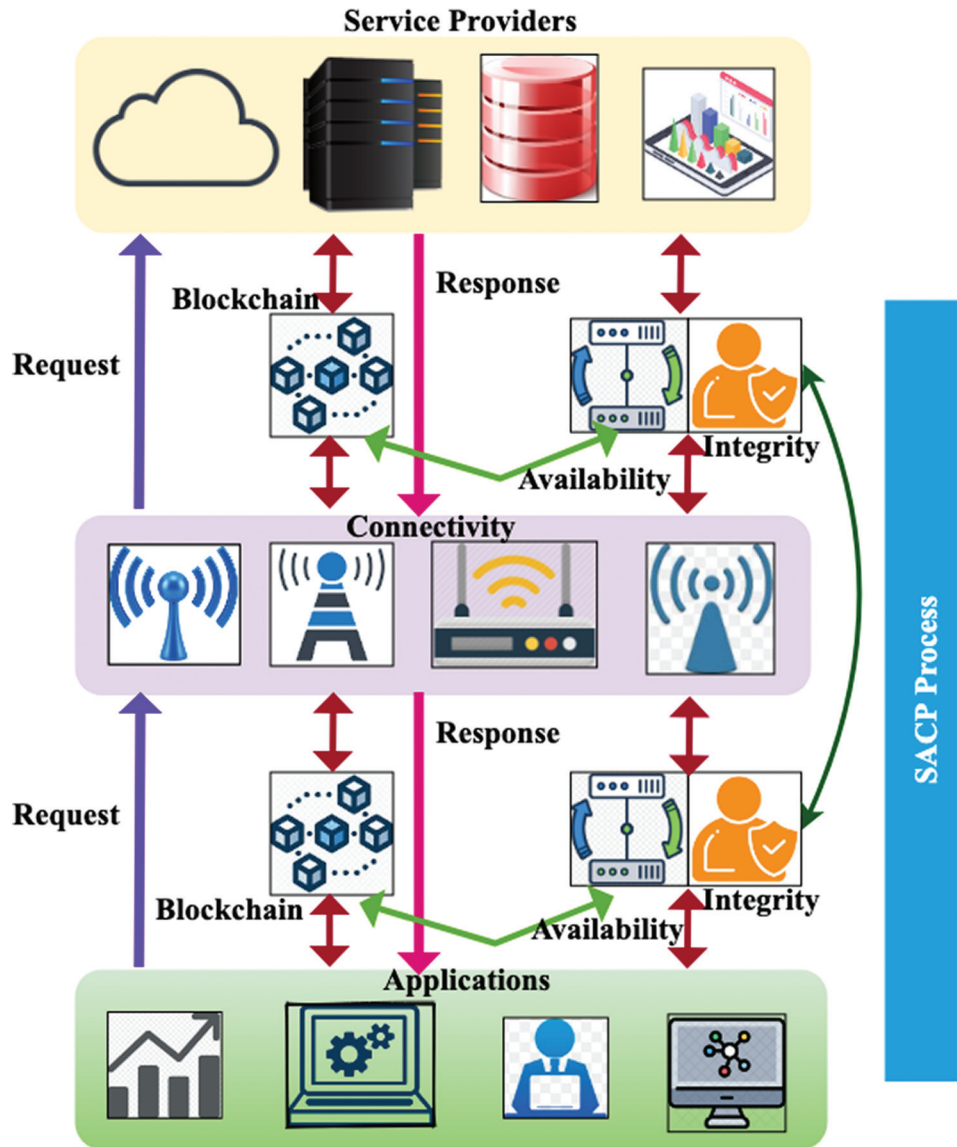 Service Providers
Blockchain
Response
Request
Integrity
Availability
Connectivity
SACP Process
Response
Request
Blockchain
Integrity
Availability
Applications